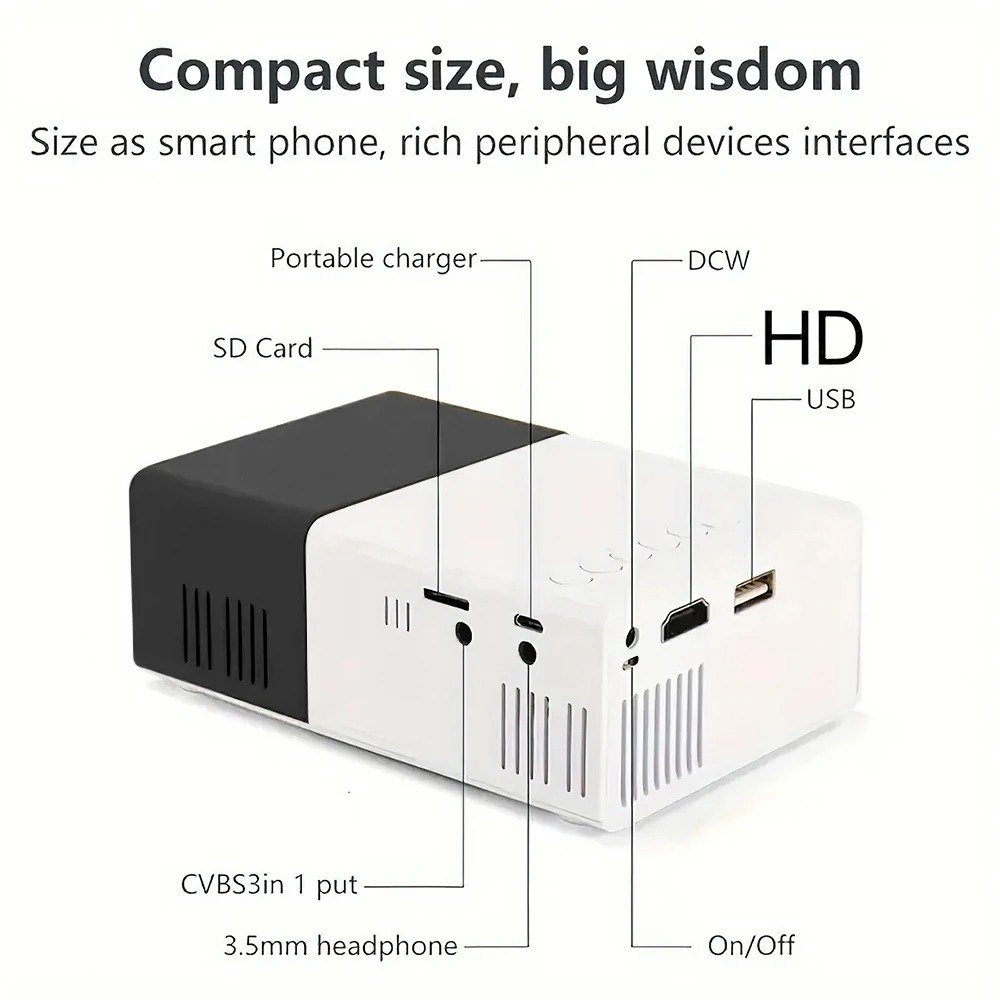 Compact size, big wisdom
Size as smart phone, rich peripheral devices interfaces
Portable charger
DCW
HD
SD Card
USB
CVBS3in 1 put
3.5mm headphone
On/Off